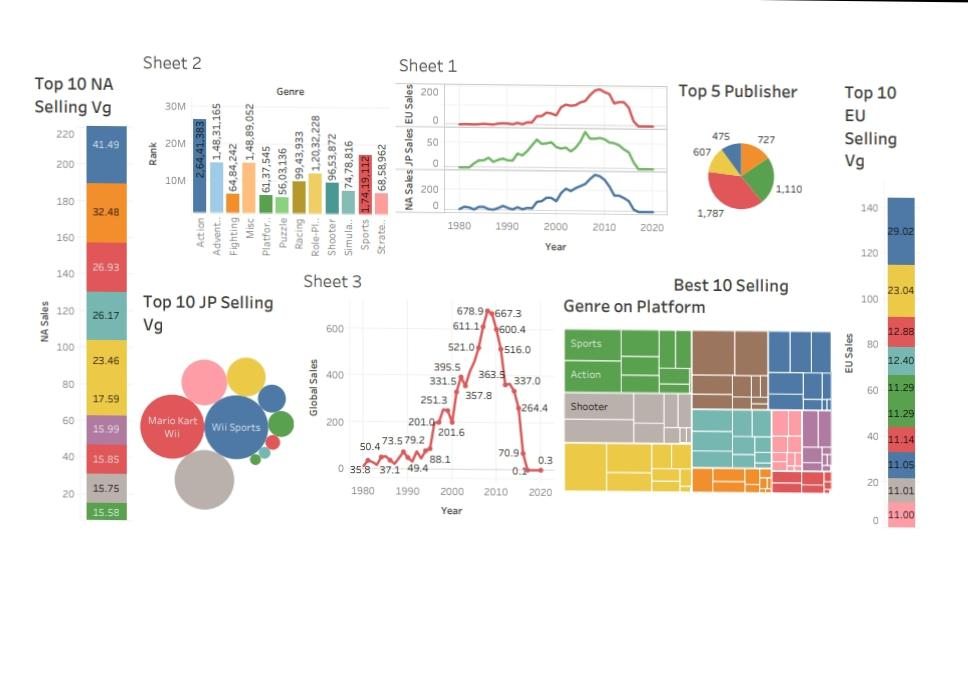 Top 10 NA
Selling Vg
NA Sales
220
200
180
160
140
120
100
80
60
40
20
41.49
32.48
26.93
26.17
23.46
17.59
15.99
15.85
15.75
15.58
Sheet 2
Genre
Rank
30M
20M
10M
2,64,41,383
1,48,31,165
64,84,242
1,48,89,052
61,37,545
56,03,136
99,43,933
1,20,32,228
96,53,872
74,78,816
1,74,19,112
68,58,962
Action
Advent..
Fighting
Misc
Platfor..
Puzzle
Racing
Role-Pl..
Shooter
Simula..
Sports
Strate..
Sheet 1
EU Sales
200
0
JP Sales
50
0
NA Sales
200
0
1980
1990
2000
2010
2020
Year
Top 5 Publisher
475
727
607
1,110
1,787
Top 10
EU
Selling
Vg
EU Sales
140
120
100
80
60
40
20
0
29.02
23.04
12.88
12.40
11.29
11.29
11.14
11.05
11.01
11.00
Top 10 JP Selling
Vg
Mario Kart
Wii
Wii Sports
Sheet 3
Global Sales
600
400
200
0
678.9
667.3
611.1
600.4
521.0
516.0
395.5
363.5
331.5
337.0
357.8
251.3
264.4
201.0
201.6
50.4
73.5
79.2
88.1
70.9
35.8
37.1
49.4
0.1
0.3
1980
1990
2000
2010
2020
Year
Best 10 Selling
Genre on Platform
Sports
Action
Shooter